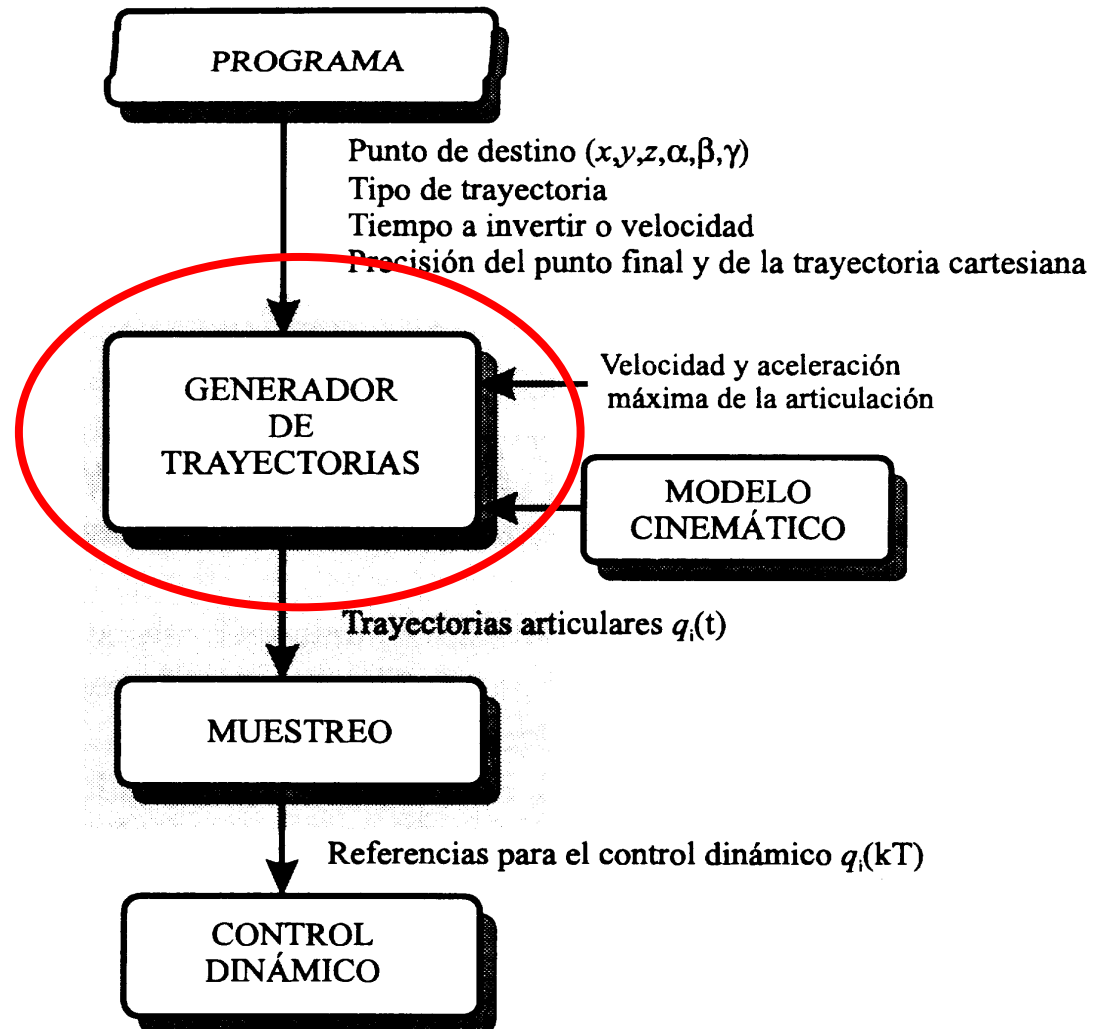 PROGRAMA
Punto de destino (x,y,z,α,β,γ)
Tipo de trayectoria
Tiempo a invertir o velocidad
Precisión del punto final y de la trayectoria cartesiana
GENERADOR
DE
TRAYECTORIAS
Velocidad y aceleración
máxima de la articulación
MODELO
CINEMÁTICO
Trayectorias articulares qi(t)
MUESTREO
Referencias para el control dinámico qi(kT)
CONTROL
DINÁMICO